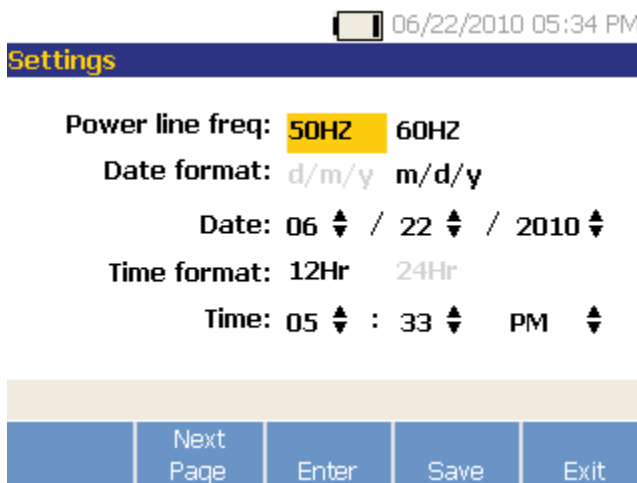 06/22/2010 05:34 PM
Settings
Power line freq: 50HZ 60HZ
Date format: d/m/y m/d/y
Date: 06 / 22 / 2010
Time format: 12Hr 24Hr
Time: 05 : 33 PM
Next
Page Enter Save Exit